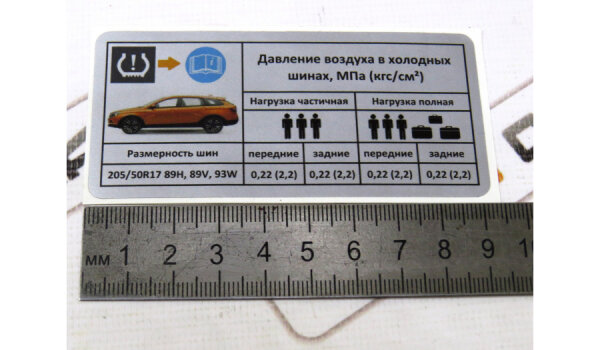 Давление воздуха в холодных
шинах, МПа (кгс/см²)
Нагрузка частичная Нагрузка полная
Размерность шин передние задние передние задние
205/50R17 89H, 89V, 93W 0,22 (2,2) 0,22 (2,2) 0,22 (2,2) 0,22 (2,2)
мм 1 2 3 4 5 6 7 8 9 10